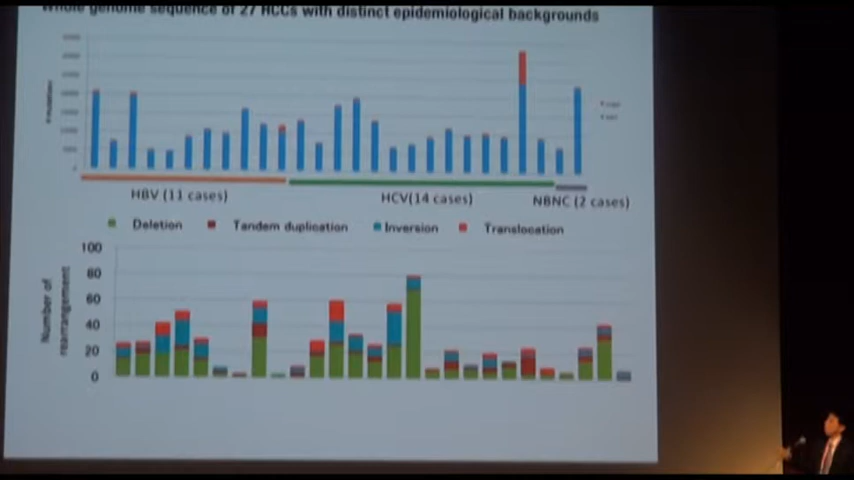 Whole genome sequence of 27 HCCs with distinct epidemiological backgrounds
HBV (11 cases)
HCV(14 cases)
NBNC (2 cases)
Deletion
Tandem duplication
Inversion
Translocation
Number of
rearrangement
100
80
60
40
20
0